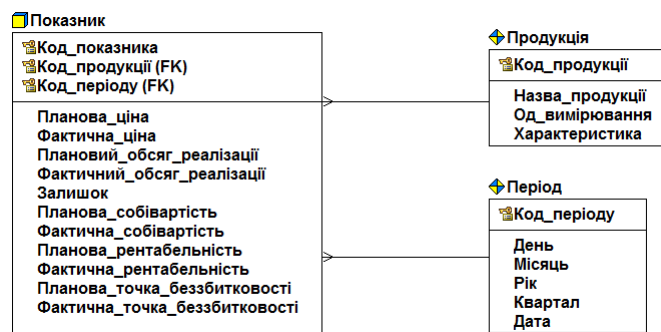 Показник
Код_показника
Код_продукції (FK)
Код_періоду (FK)
Планова_ціна
Фактична_ціна
Плановий_обсяг_реалізації
Фактичний_обсяг_реалізації
Залишок
Планова_собівартість
Фактична_собівартість
Планова_рентабельність
Фактична_рентабельність
Планова_точка_беззбитковості
Фактична_точка_беззбитковості
Продукція
Код_продукції
Назва_продукції
Од_вимірювання
Характеристика
Період
Код_періоду
День
Місяць
Рік
Квартал
Дата